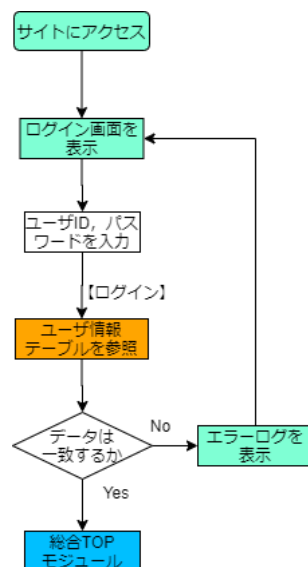 サイトにアクセス
ログイン画面を
表示
ユーザID，パス
ワードを入力
【ログイン】
ユーザ情報
テーブルを参照
データは
一致するか
No
エラーログを
表示
Yes
総合TOP
モジュール